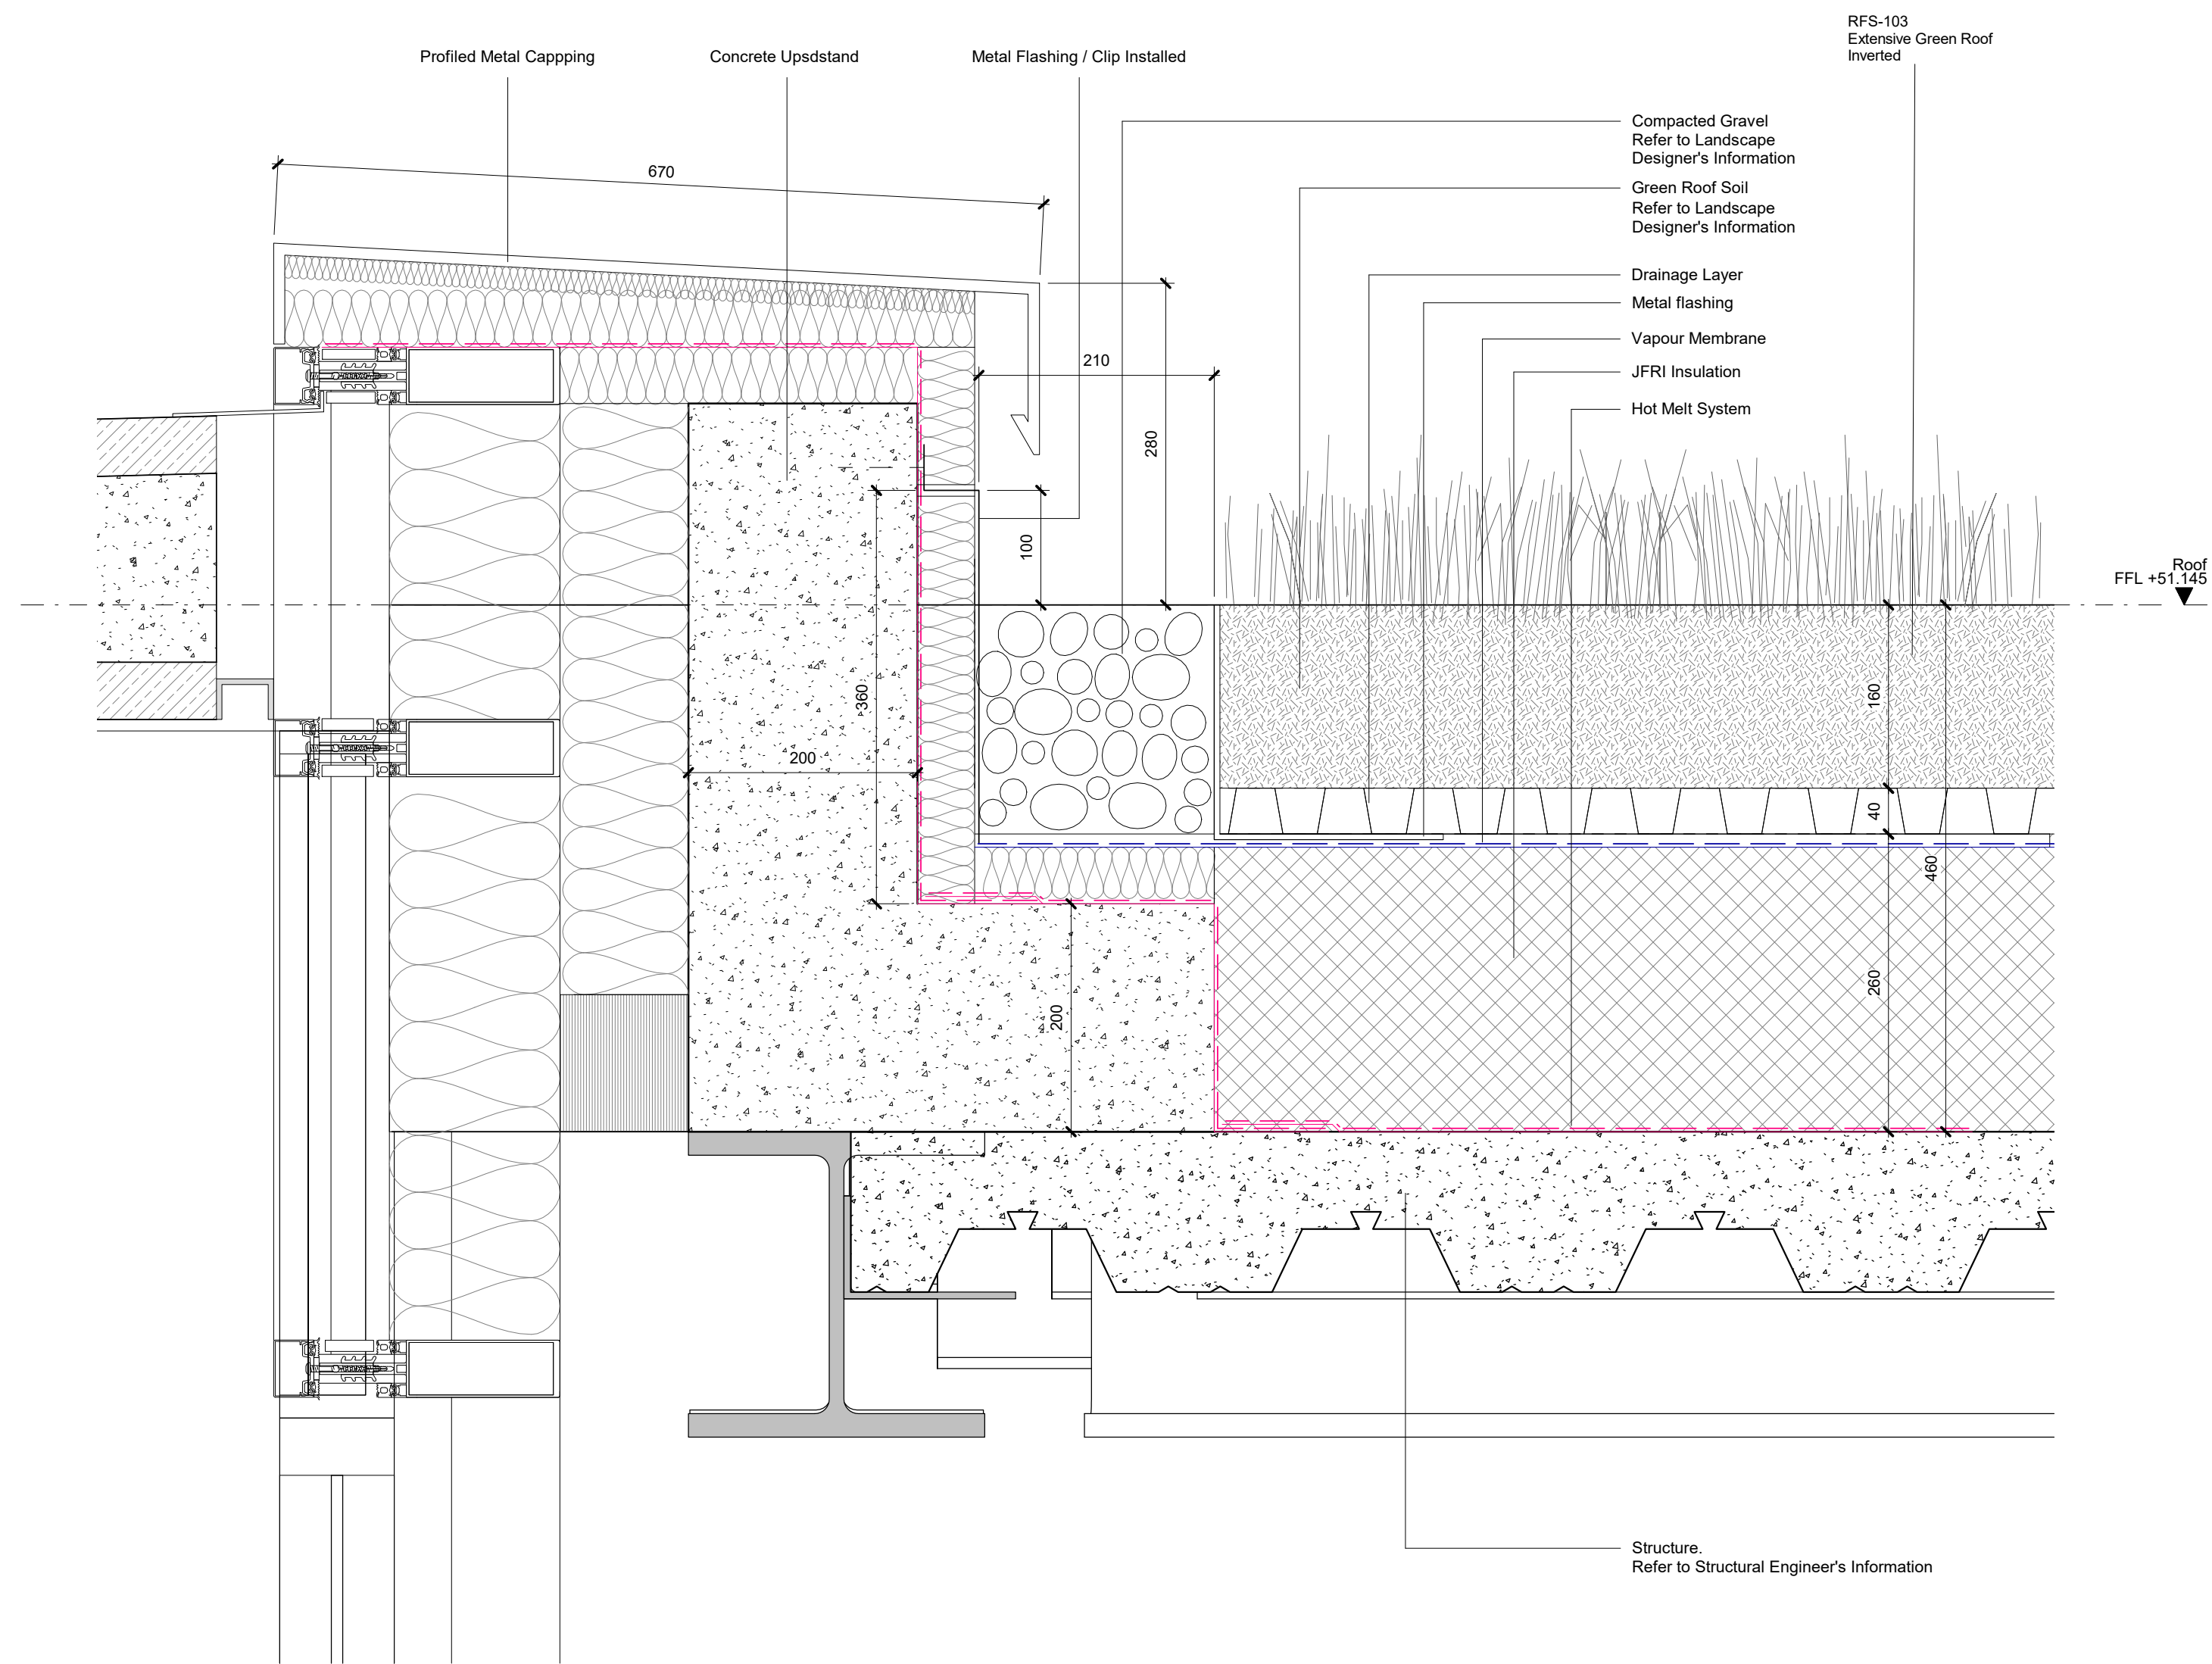 RFS-103
Extensive Green Roof
Inverted
Profiled Metal Cappping
Concrete Upsdstand
Metal Flashing / Clip Installed
Compacted Gravel
Refer to Landscape
Designer's Information
670
Green Roof Soil
Refer to Landscape
Designer's Information
Drainage Layer
Metal flashing
Vapour Membrane
210
JFRI Insulation
Hot Melt System
280
100
Roof
FFL +51.145
360
160
200
40
460
260
200
Structure.
Refer to Structural Engineer's Information